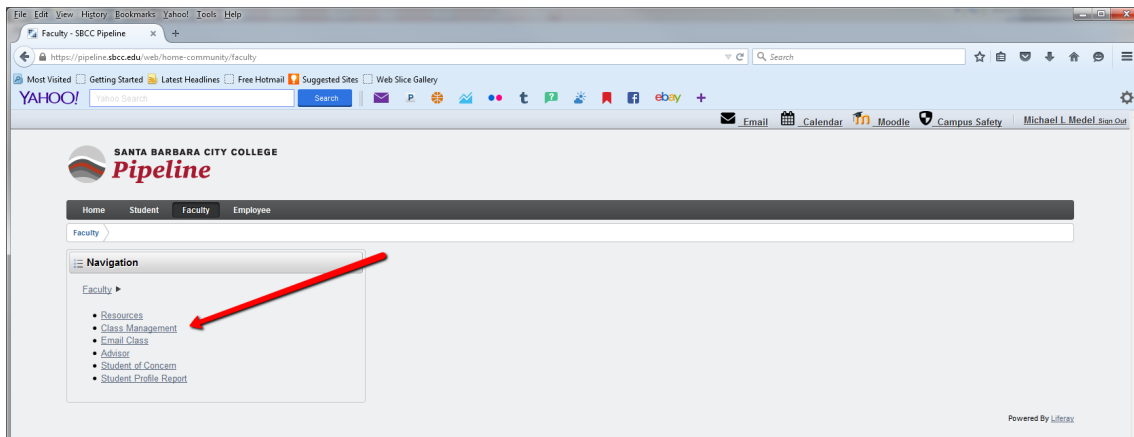 File Edit View History Bookmarks Yahoo! Tools Help
Faculty - SBCC Pipeline × +
https://pipeline.sbcc.edu/web/home-community/faculty Search
Most Visited Getting Started Latest Headlines Free Hotmail Suggested Sites Web Slice Gallery
YAHOO! Yahoo Search Search ebay +
Email Calendar Moodle Campus Safety Michael L Medel Sign Out
SANTA BARBARA CITY COLLEGE
Pipeline
Home Student Faculty Employee
Faculty
Navigation
Faculty
Resources
Class Management
Email Class
Advisor
Student of Concern
Student Profile Report
Powered By Liferay